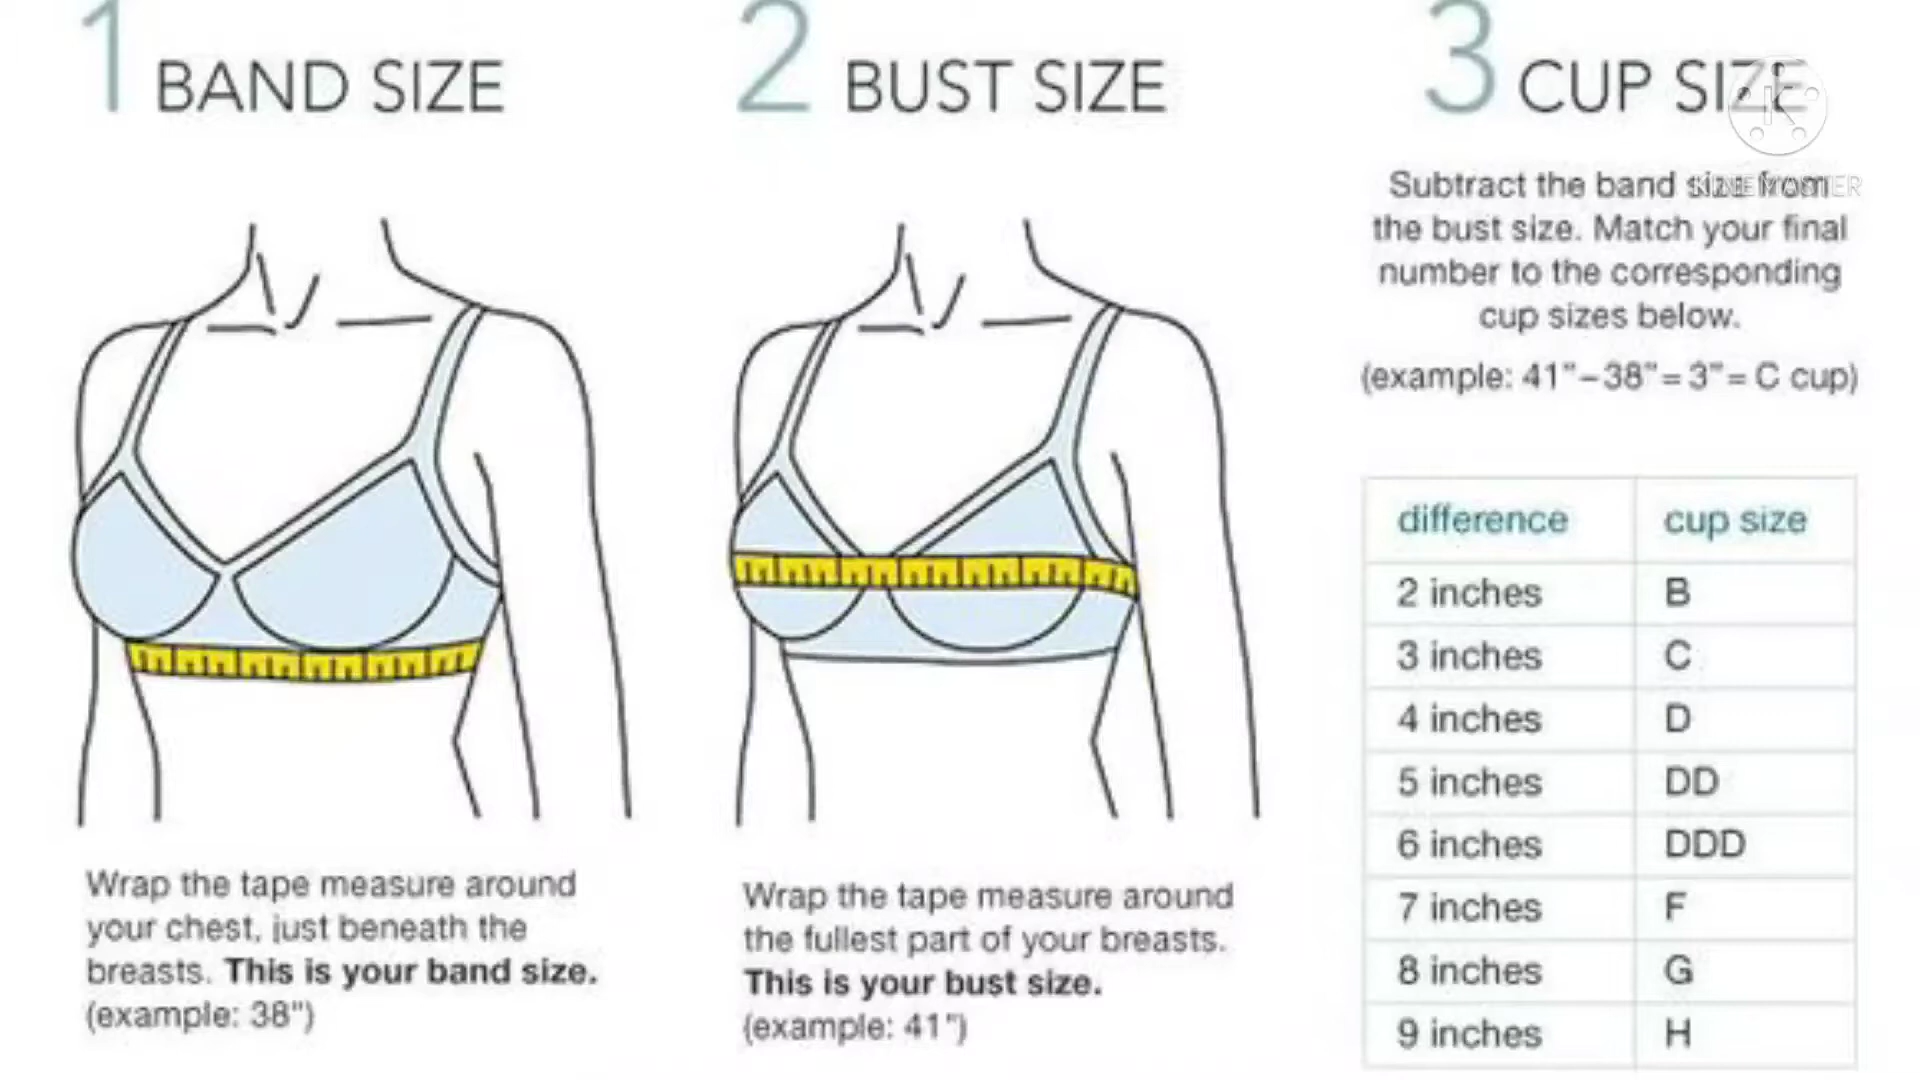 1 BAND SIZE
Wrap the tape measure around
your chest, just beneath the
breasts. This is your band size.
(example: 38")
2 BUST SIZE
Wrap the tape measure around
the fullest part of your breasts.
This is your bust size.
(example: 41")
3 CUP SIZE
K
KINEMASTER
Subtract the band size from
the bust size. Match your final
number to the corresponding
cup sizes below.
(example: 41"–38"=3"= C cup)
difference cup size
2 inches B
3 inches C
4 inches D
5 inches DD
6 inches DDD
7 inches F
8 inches G
9 inches H